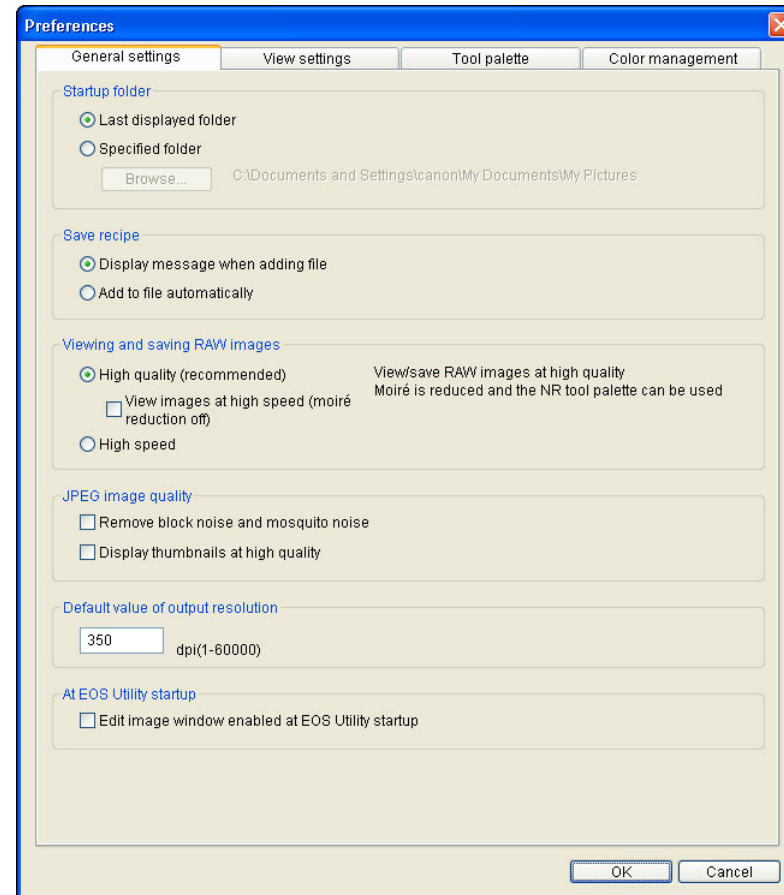 Preferences
General settings
View settings
Tool palette
Color management
Startup folder
Last displayed folder
Specified folder
Browse...
C:\Documents and Settings\canon\My Documents\My Pictures
Save recipe
Display message when adding file
Add to file automatically
Viewing and saving RAW images
High quality (recommended)
View/save RAW images at high quality
Moiré is reduced and the NR tool palette can be used
View images at high speed (moiré
reduction off)
High speed
JPEG image quality
Remove block noise and mosquito noise
Display thumbnails at high quality
Default value of output resolution
350
dpi(1-60000)
At EOS Utility startup
Edit image window enabled at EOS Utility startup
OK
Cancel